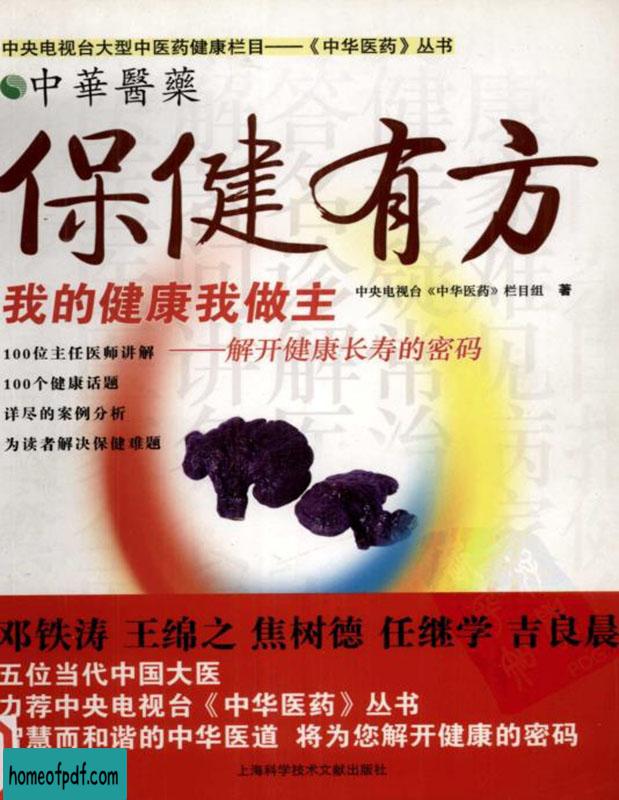 中央电视台大型中医药健康栏目——《中华医药》丛书
中華醫藥
保健有方
我的健康我做主
中央电视台《中华医药》栏目组 著
——解开健康长寿的密码
100位主任医师讲解
100个健康话题
详尽的案例分析
为读者解决保健难题
邓铁涛 王绵之 焦树德 任继学 吉良晨
五位当代中国大医
力荐中央电视台《中华医药》丛书
智慧而和谐的中华医道 将为您解开健康的密码
上海科学技术文献出版社
homeofpdf.com